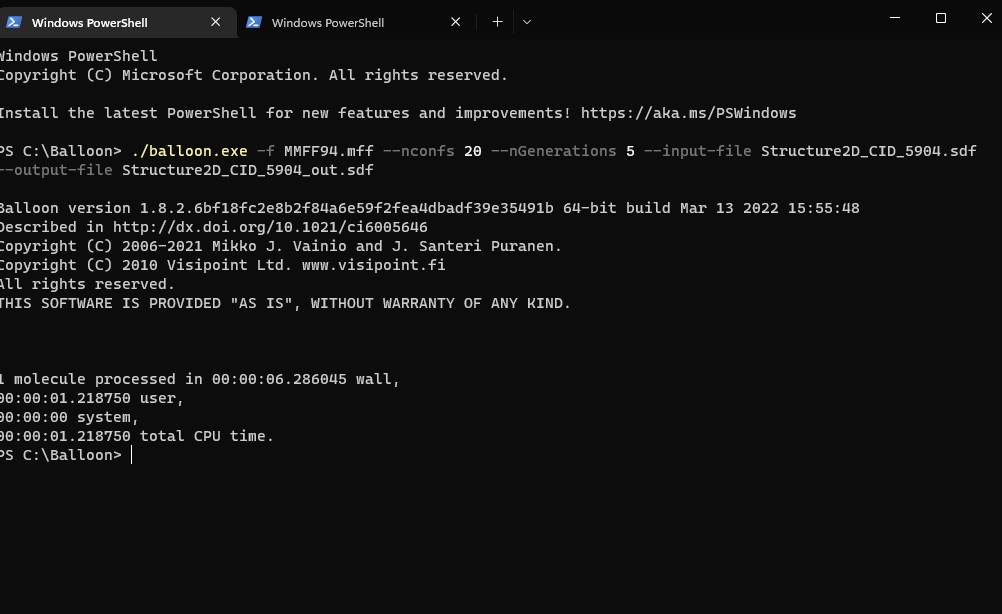 Windows PowerShell
Windows PowerShell
Windows PowerShell
Copyright (C) Microsoft Corporation. All rights reserved.
Install the latest PowerShell for new features and improvements! https://aka.ms/PSWindows
PS C:\Balloon> ./balloon.exe -f MMFF94.mff --nconfs 20 --nGenerations 5 --input-file Structure2D_CID_5904.sdf
--output-file Structure2D_CID_5904_out.sdf
Balloon version 1.8.2.6bf18fc2e8b2f84a6e59f2fea4dbadf39e35491b 64-bit build Mar 13 2022 15:55:48
Described in http://dx.doi.org/10.1021/ci6005646
Copyright (C) 2006-2021 Mikko J. Vainio and J. Santeri Puranen.
Copyright (C) 2010 Visipoint Ltd. www.visipoint.fi
All rights reserved.
THIS SOFTWARE IS PROVIDED "AS IS", WITHOUT WARRANTY OF ANY KIND.
1 molecule processed in 00:00:06.286045 wall,
00:00:01.218750 user,
00:00:00 system,
00:00:01.218750 total CPU time.
PS C:\Balloon>